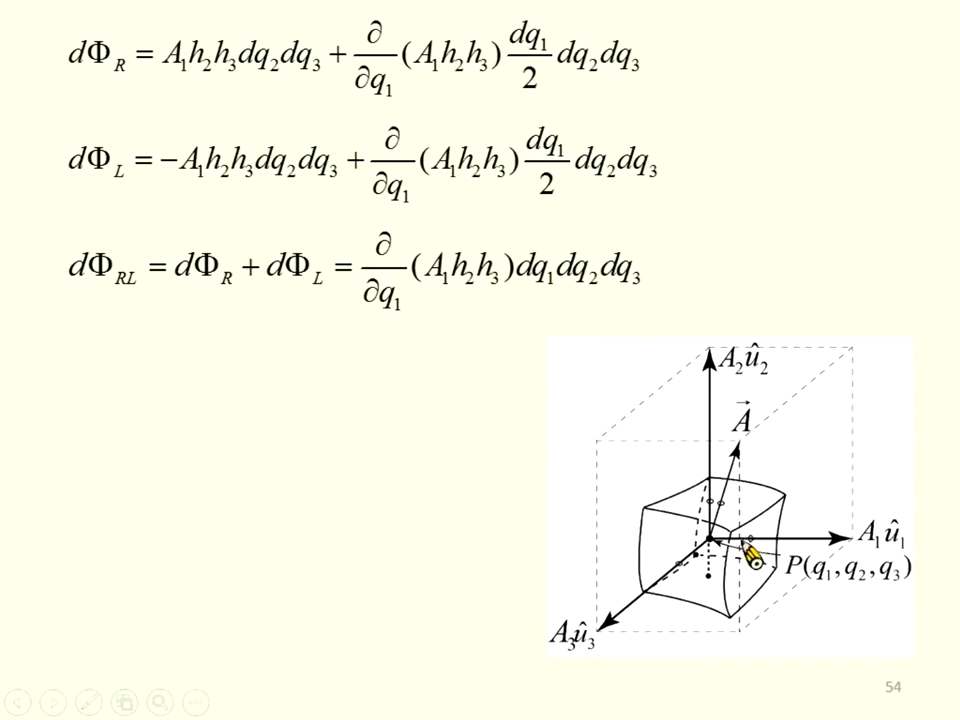 dΦ_R = A₁h₂h₃dq₂dq₃ + ∂/∂q₁ (A₁h₂h₃) dq₁/2 dq₂dq₃
dΦ_L = −A₁h₂h₃dq₂dq₃ + ∂/∂q₁ (A₁h₂h₃) dq₁/2 dq₂dq₃
dΦ_RL = dΦ_R + dΦ_L = ∂/∂q₁ (A₁h₂h₃)dq₁dq₂dq₃
A₂û₂
A⃗
A₁û₁
P(q₁,q₂,q₃)
A₃û₃
54